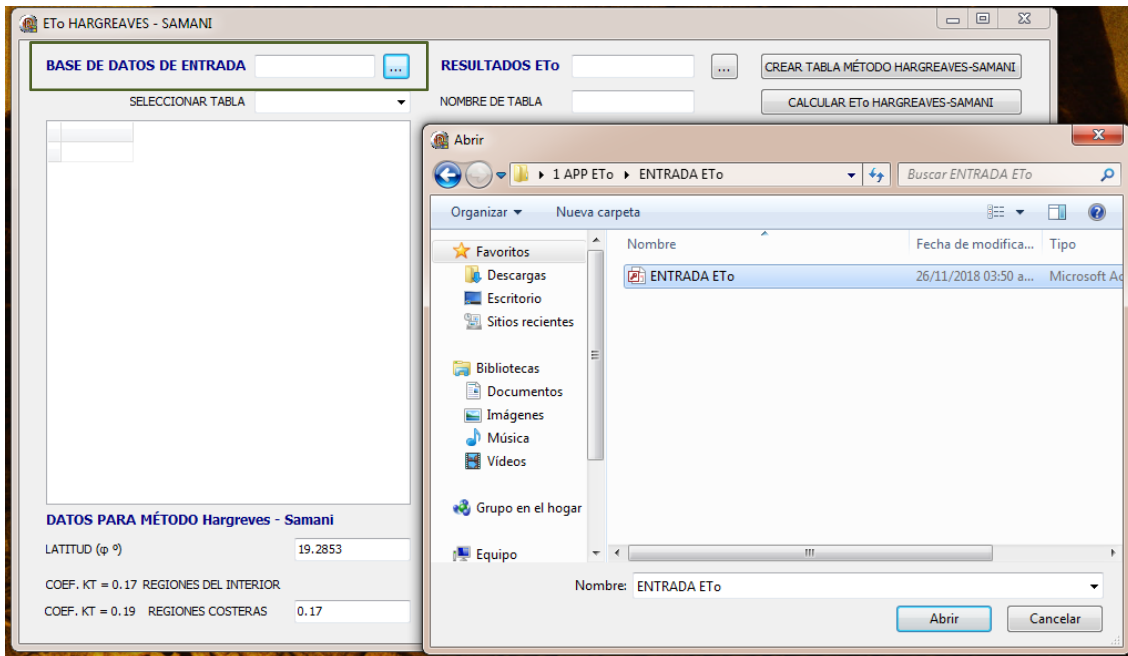 ETo HARGREAVES - SAMANI
BASE DE DATOS DE ENTRADA
...
RESULTADOS ETo
...
CREAR TABLA MÉTODO HARGREAVES-SAMANI
SELECCIONAR TABLA
NOMBRE DE TABLA
CALCULAR ETo HARGREAVES-SAMANI
Abrir
1 APP ETo
ENTRADA ETo
Buscar ENTRADA ETo
Organizar
Nueva carpeta
Favoritos
Descargas
Escritorio
Sitios recientes
Bibliotecas
Documentos
Imágenes
Música
Vídeos
Grupo en el hogar
Equipo
Nombre
Fecha de modifica...
Tipo
ENTRADA ETo
26/11/2018 03:50 a...
Microsoft Ac
Nombre:
ENTRADA ETo
Abrir
Cancelar
DATOS PARA MÉTODO Hargreves - Samani
LATITUD (φ º)
19.2853
COEF. KT = 0.17 REGIONES DEL INTERIOR
COEF. KT = 0.19 REGIONES COSTERAS
0.17